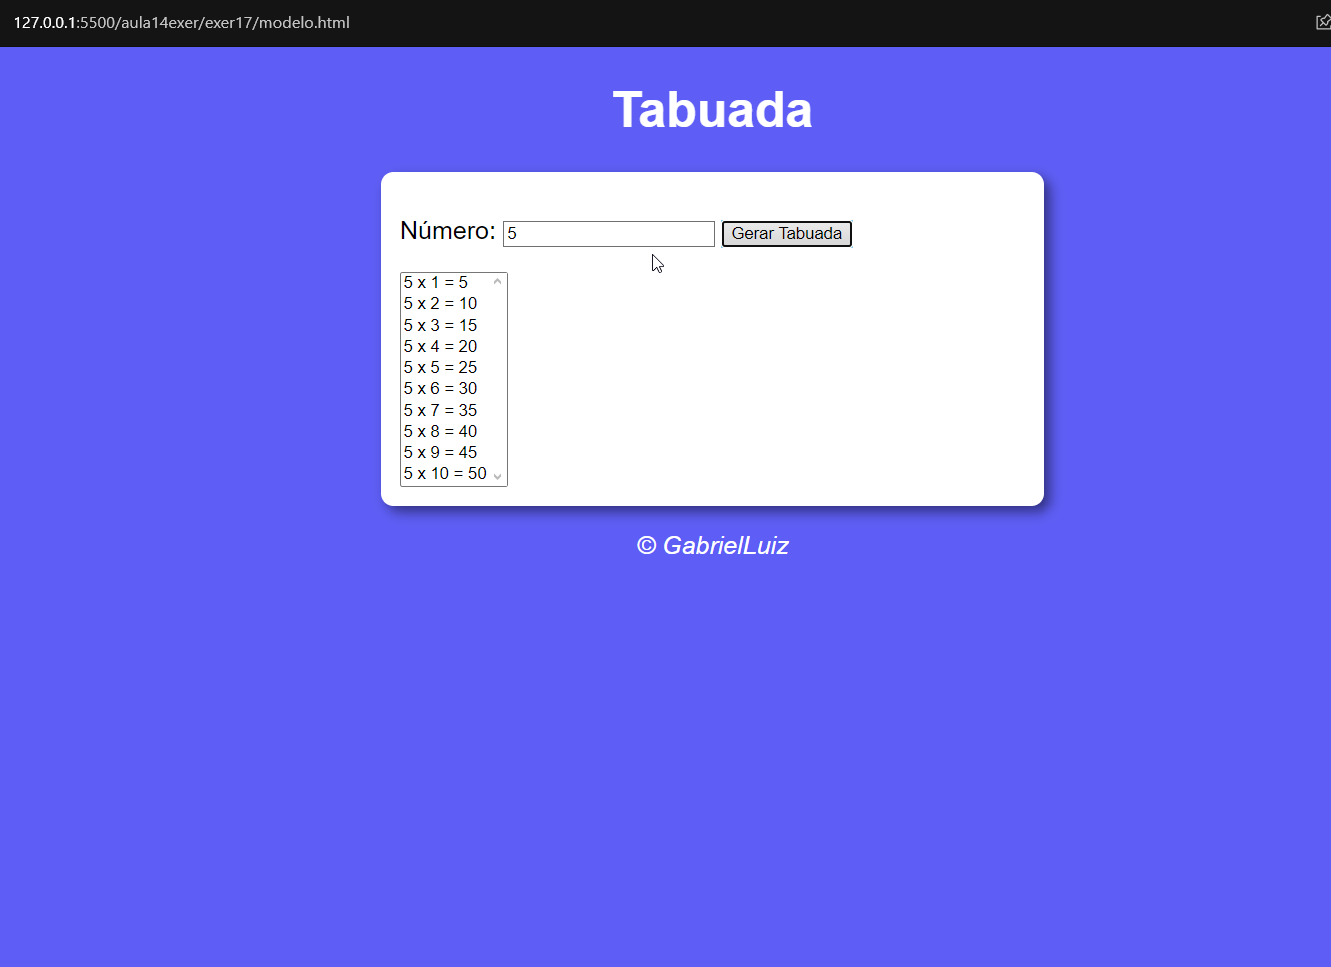 127.0.0.1:5500/aula14exer/exer17/modelo.html
Tabuada
Número: 5 Gerar Tabuada
5 x 1 = 5
5 x 2 = 10
5 x 3 = 15
5 x 4 = 20
5 x 5 = 25
5 x 6 = 30
5 x 7 = 35
5 x 8 = 40
5 x 9 = 45
5 x 10 = 50
© GabrielLuiz